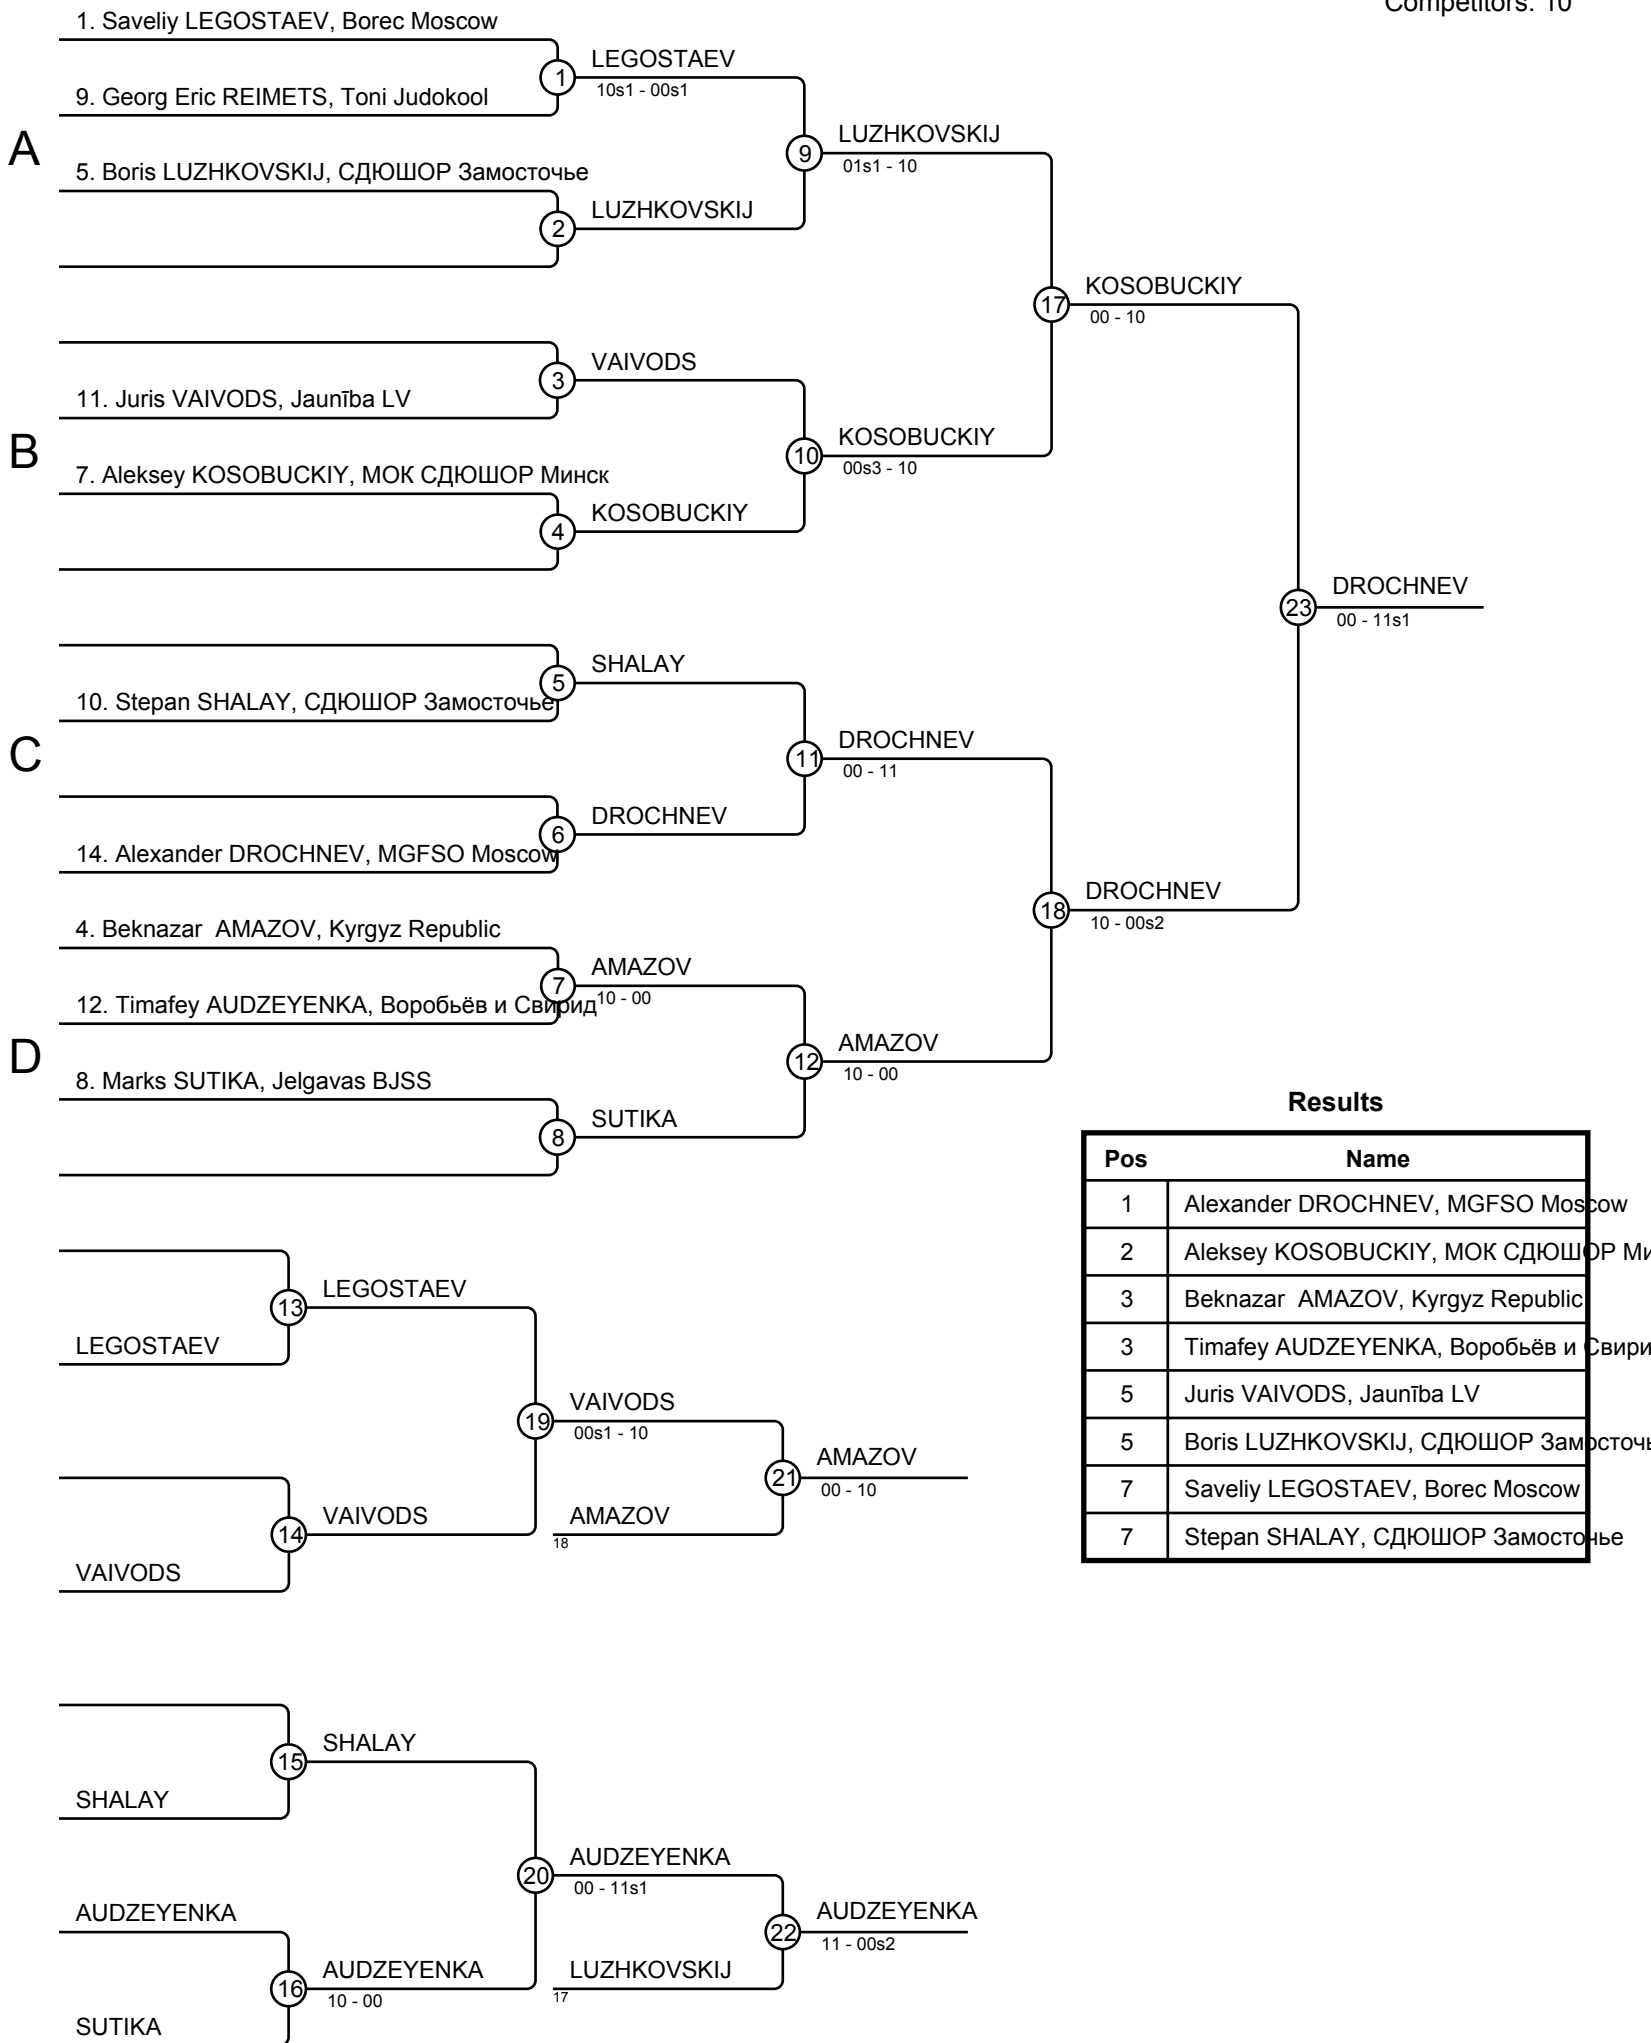 Competitors: 10
1. Saveliy LEGOSTAEV, Borec Moscow
LEGOSTAEV
1
10s1 - 00s1
9. Georg Eric REIMETS, Toni Judokool
A
LUZHKOVSKIJ
9
01s1 - 10
5. Boris LUZHKOVSKIJ, СДЮШОР Замосточье
LUZHKOVSKIJ
2
KOSOBUCKIY
17
00 - 10
VAIVODS
3
11. Juris VAIVODS, Jaunība LV
B
KOSOBUCKIY
10
00s3 - 10
7. Aleksey KOSOBUCKIY, МОК СДЮШОР Минск
KOSOBUCKIY
4
DROCHNEV
23
00 - 11s1
SHALAY
5
10. Stepan SHALAY, СДЮШОР Замосточье
C
DROCHNEV
11
00 - 11
DROCHNEV
6
14. Alexander DROCHNEV, MGFSO Moscow
DROCHNEV
18
10 - 00s2
4. Beknazar  AMAZOV, Kyrgyz Republic
AMAZOV
7
10 - 00
12. Timafey AUDZEYENKA, Воробьёв и Свирид
D
AMAZOV
12
10 - 00
8. Marks SUTIKA, Jelgavas BJSS
SUTIKA
8
Results
Pos Name
1 Alexander DROCHNEV, MGFSO Moscow
2 Aleksey KOSOBUCKIY, МОК СДЮШОР Ми
3 Beknazar  AMAZOV, Kyrgyz Republic
3 Timafey AUDZEYENKA, Воробьёв и Свири
5 Juris VAIVODS, Jaunība LV
5 Boris LUZHKOVSKIJ, СДЮШОР Замосточь
7 Saveliy LEGOSTAEV, Borec Moscow
7 Stepan SHALAY, СДЮШОР Замосточье
LEGOSTAEV
13
LEGOSTAEV
VAIVODS
19
00s1 - 10
AMAZOV
21
00 - 10
VAIVODS
14
AMAZOV
18
VAIVODS
SHALAY
15
SHALAY
AUDZEYENKA
20
00 - 11s1
AUDZEYENKA
AUDZEYENKA
22
11 - 00s2
AUDZEYENKA
16
10 - 00
LUZHKOVSKIJ
17
SUTIKA